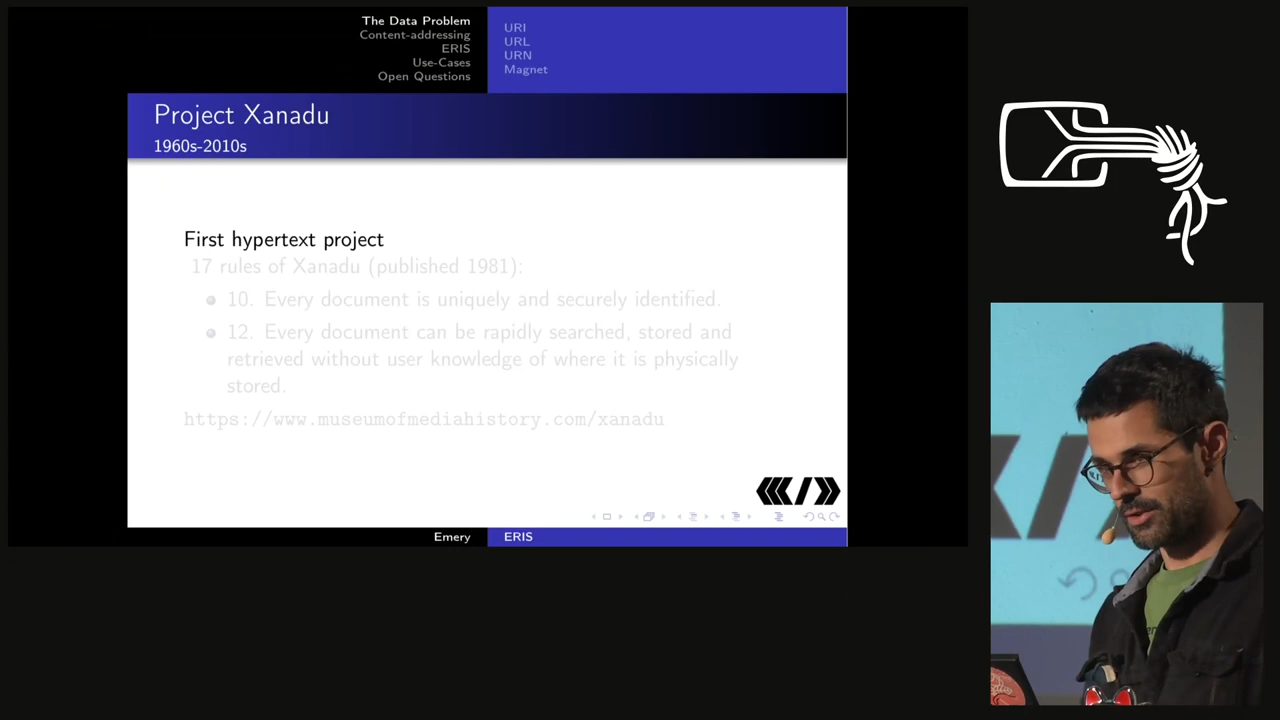 The Data Problem
Content-addressing
ERIS
Use-Cases
Open Questions
URI
URL
URN
Magnet
Project Xanadu
1960s-2010s
First hypertext project
17 rules of Xanadu (published 1981):
10. Every document is uniquely and securely identified.
12. Every document can be rapidly searched, stored and
retrieved without user knowledge of where it is physically
stored.
https://www.museumofmediahistory.com/xanadu
Emery
ERIS